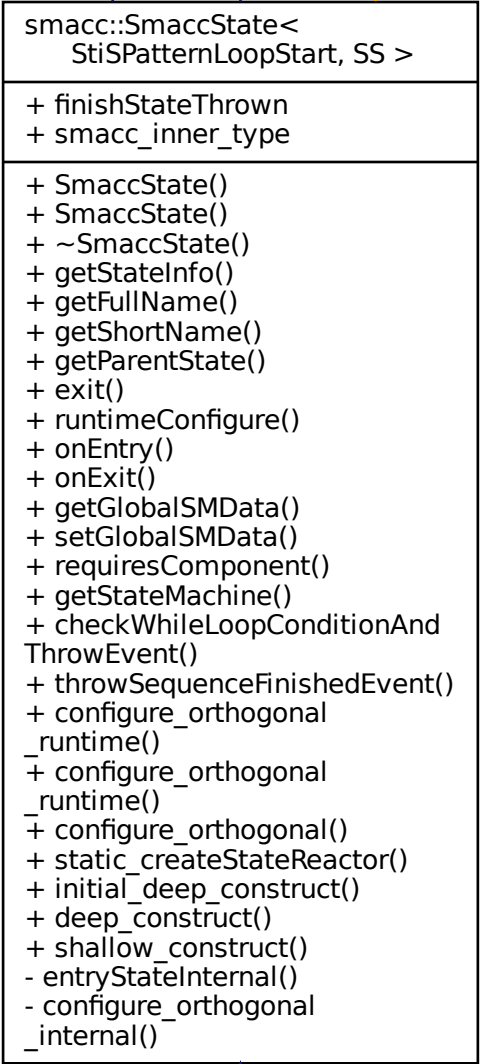 smacc::SmaccState<
StiSPatternLoopStart, SS >
+ finishStateThrown
+ smacc_inner_type
+ SmaccState()
+ SmaccState()
+ ~SmaccState()
+ getStateInfo()
+ getFullName()
+ getShortName()
+ getParentState()
+ exit()
+ runtimeConfigure()
+ onEntry()
+ onExit()
+ getGlobalSMData()
+ setGlobalSMData()
+ requiresComponent()
+ getStateMachine()
+ checkWhileLoopConditionAnd
ThrowEvent()
+ throwSequenceFinishedEvent()
+ configure_orthogonal
_runtime()
+ configure_orthogonal
_runtime()
+ configure_orthogonal()
+ static_createStateReactor()
+ initial_deep_construct()
+ deep_construct()
+ shallow_construct()
- entryStateInternal()
- configure_orthogonal
_internal()